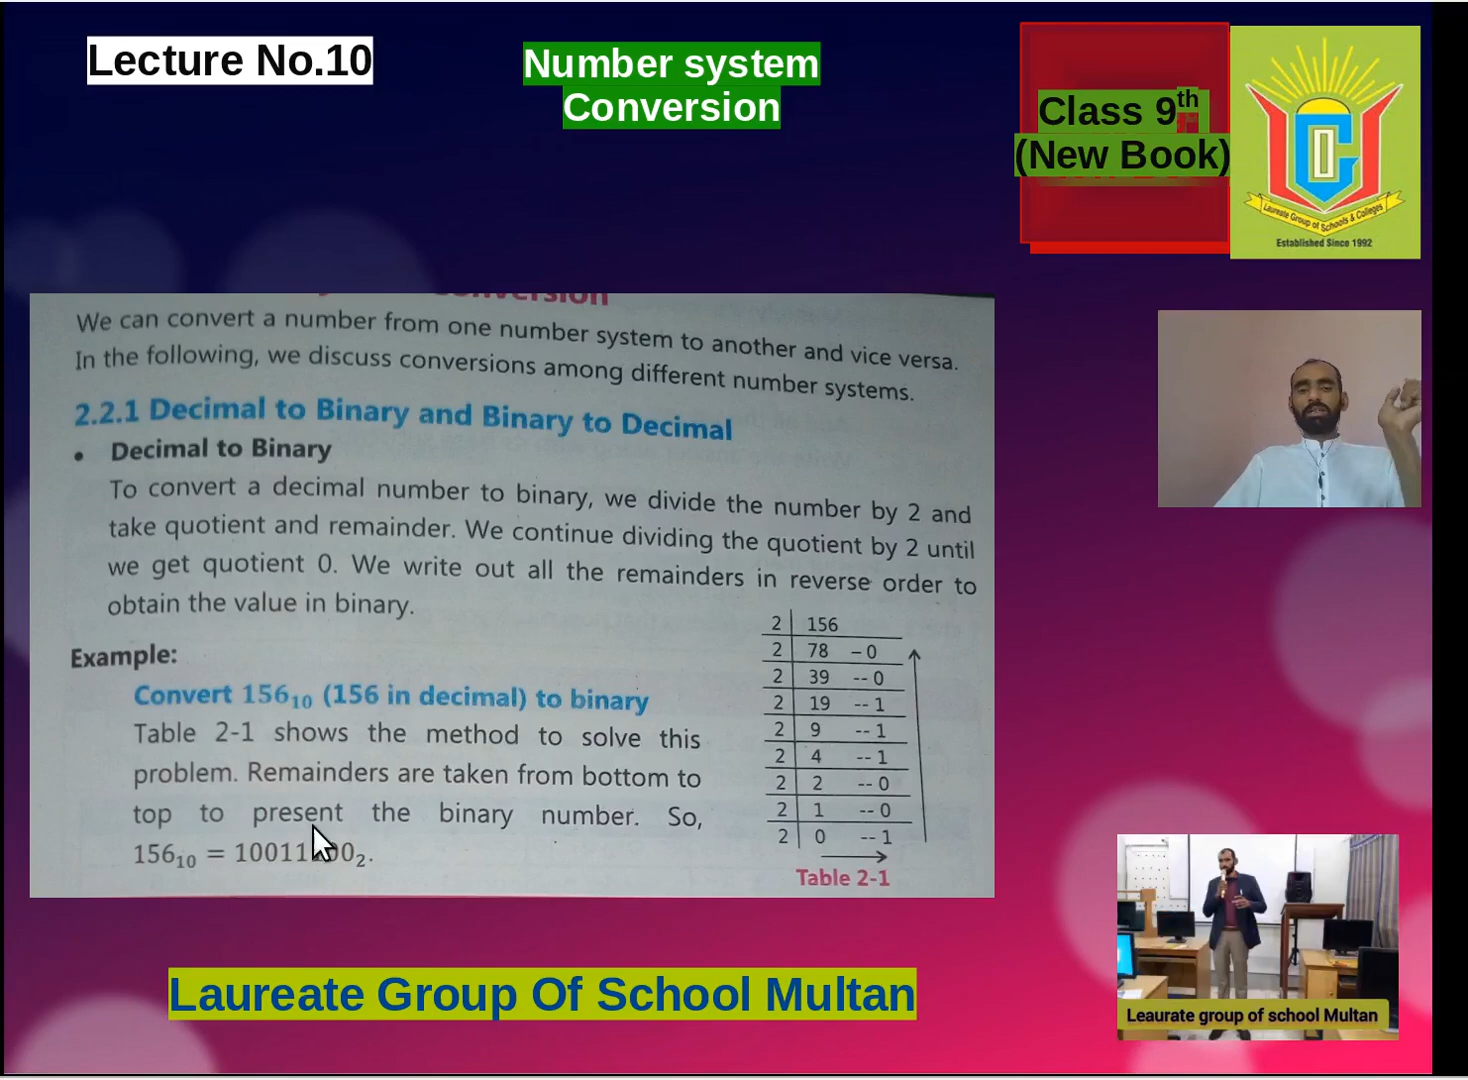 Lecture No.10
Number system
Conversion
Class 9th
(New Book)
Laureate Group of Schools & Colleges
Established Since 1992
We can convert a number from one number system to another and vice versa.
In the following, we discuss conversions among different number systems.
2.2.1 Decimal to Binary and Binary to Decimal
• Decimal to Binary
To convert a decimal number to binary, we divide the number by 2 and
take quotient and remainder. We continue dividing the quotient by 2 until
we get quotient 0. We write out all the remainders in reverse order to
obtain the value in binary.
Example:
Convert 156₁₀ (156 in decimal) to binary
Table 2-1 shows the method to solve this
problem. Remainders are taken from bottom to
top to present the binary number. So,
156₁₀ =
2 156
2 78 – 0
2 39 -- 0
2 19 -- 1
2 9 -- 1
2 4 -- 1
2 2 -- 0
2 1 -- 0
2 0 -- 1
Table 2-1
Laureate Group Of School Multan
Leaurate group of school Multan